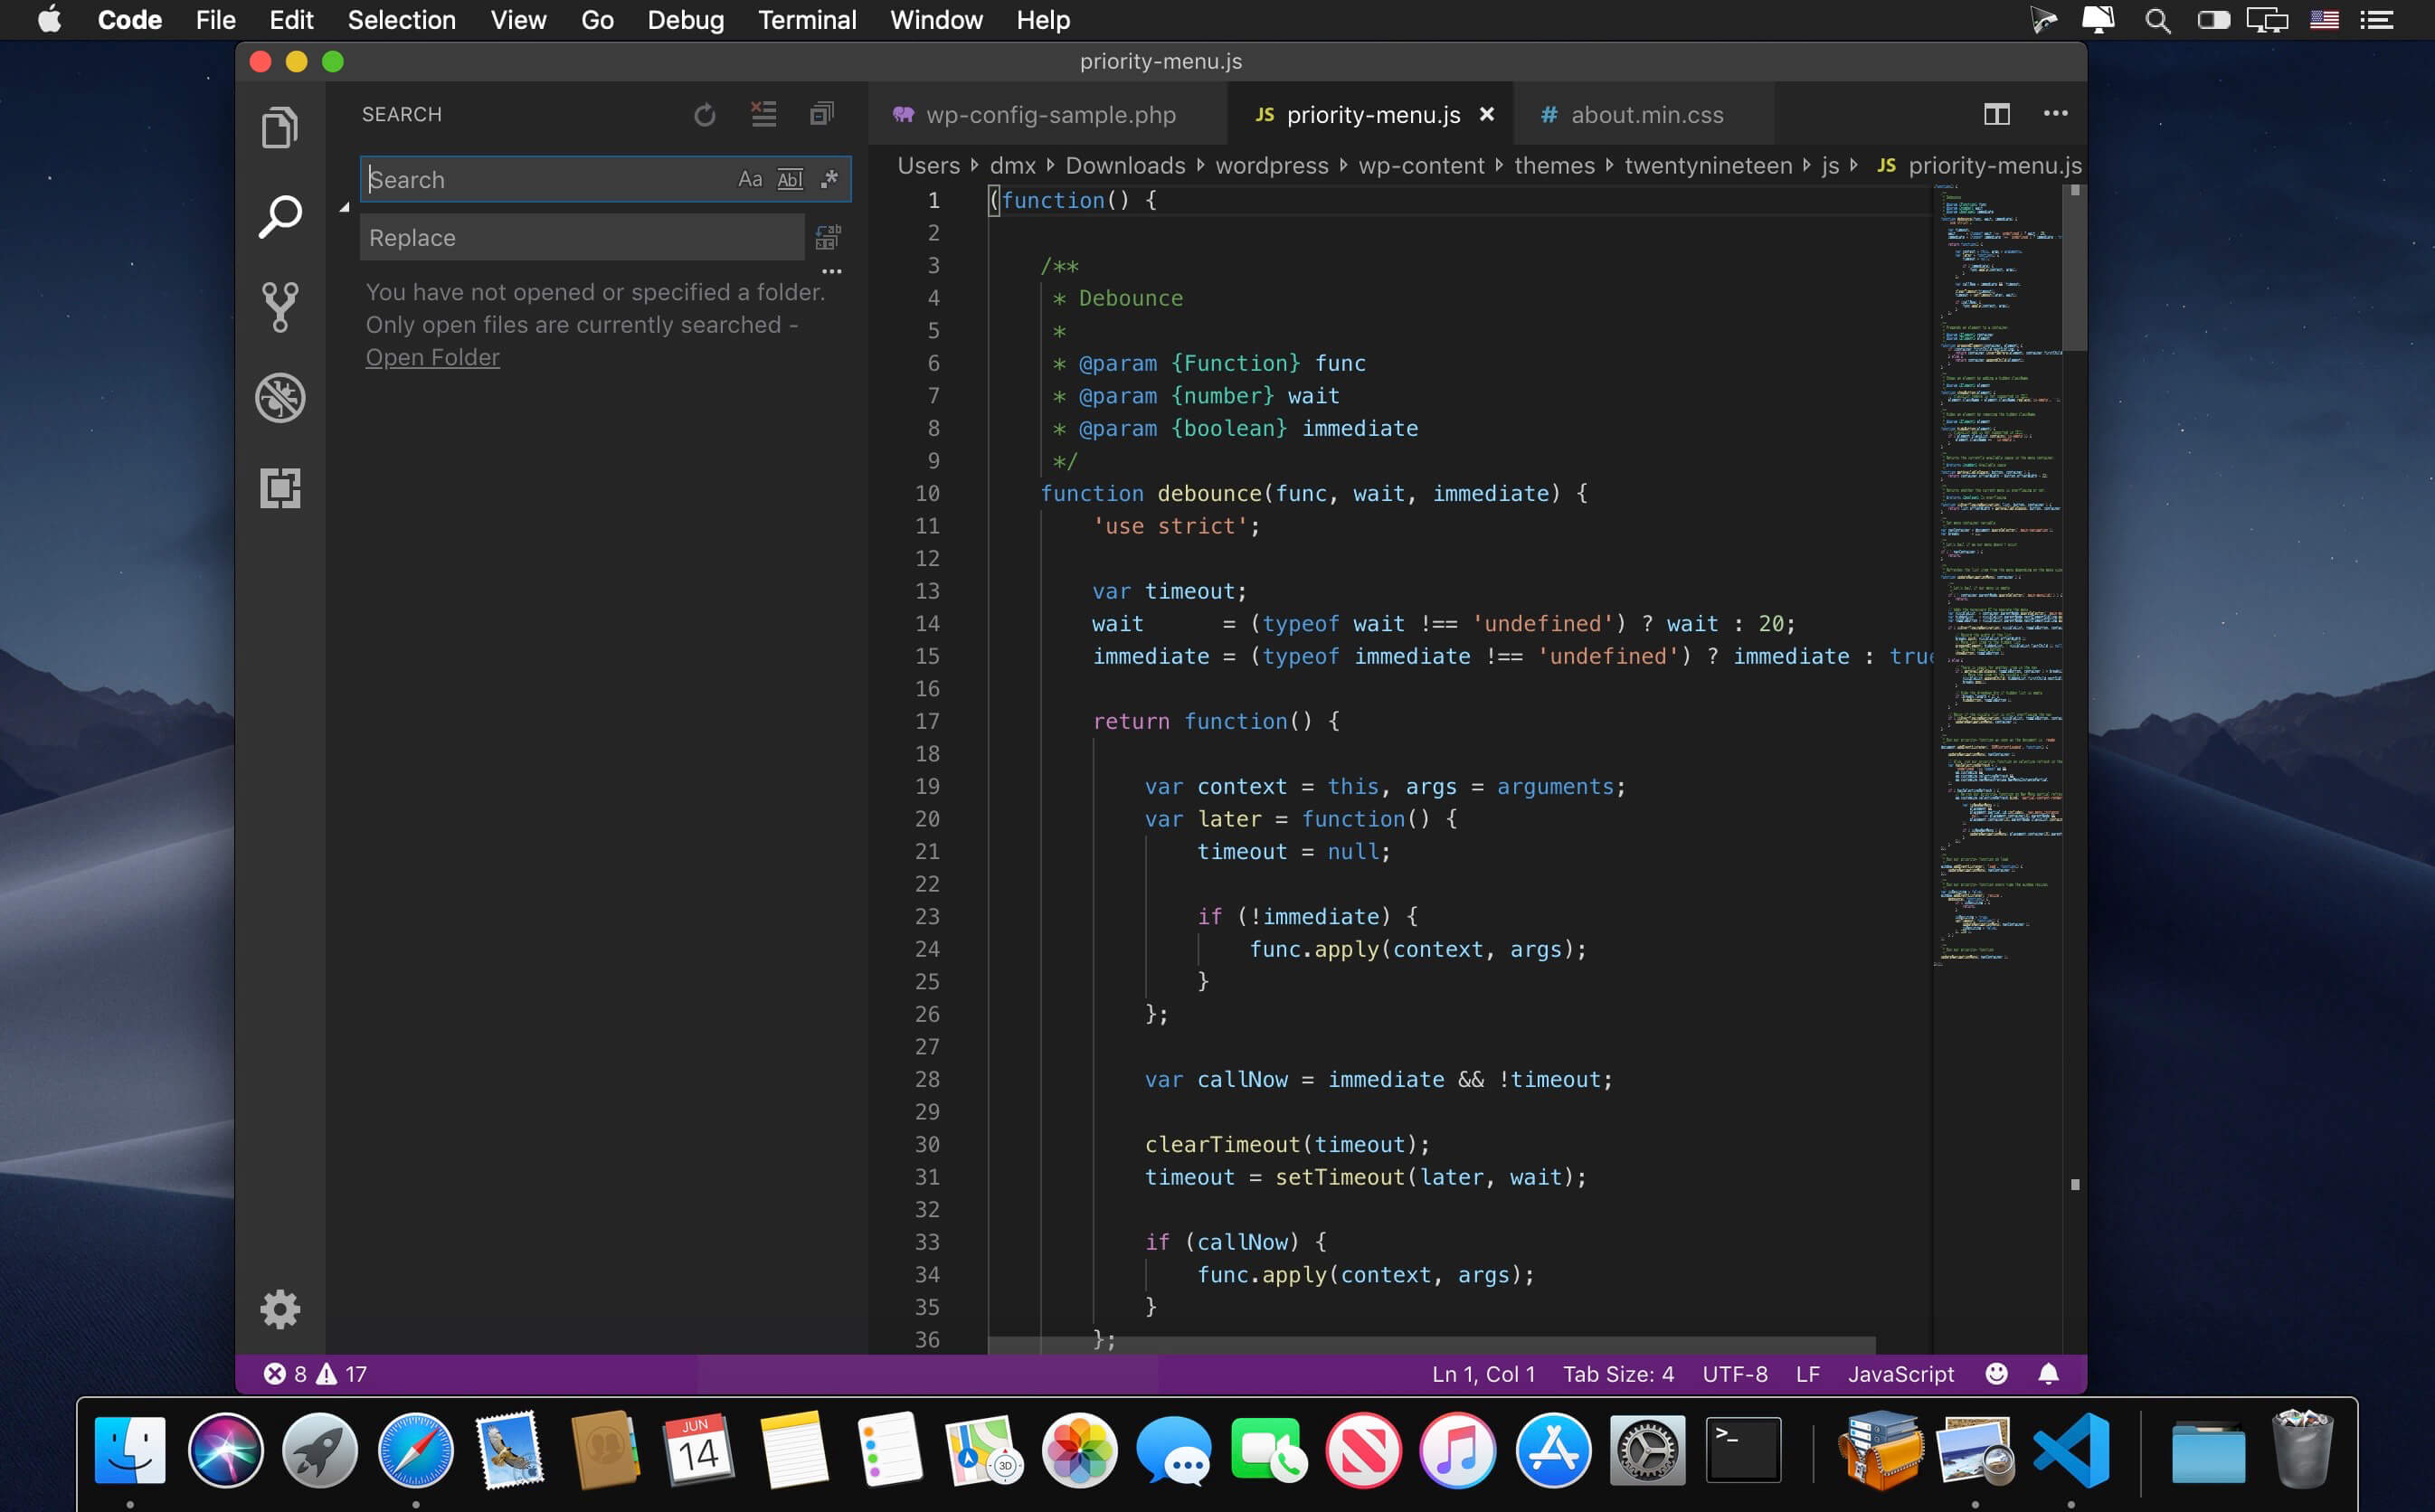 Code File Edit Selection View Go Debug Terminal Window Help
priority-menu.js
SEARCH
Search
Aa Abl .*
Replace
You have not opened or specified a folder.
Only open files are currently searched -
Open Folder
wp-config-sample.php
JS priority-menu.js ×
# about.min.css
Users dmx Downloads wordpress wp-content themes twentynineteen js JS priority-menu.js
1 (function() {
2
3 /**
4 * Debounce
5 *
6 * @param {Function} func
7 * @param {number} wait
8 * @param {boolean} immediate
9 */
10 function debounce(func, wait, immediate) {
11 'use strict';
12
13 var timeout;
14 wait      = (typeof wait !== 'undefined') ? wait : 20;
15 immediate = (typeof immediate !== 'undefined') ? immediate : true
16
17 return function() {
18
19 var context = this, args = arguments;
20 var later = function() {
21 timeout = null;
22
23 if (!immediate) {
24 func.apply(context, args);
25 }
26 };
27
28 var callNow = immediate && !timeout;
29
30 clearTimeout(timeout);
31 timeout = setTimeout(later, wait);
32
33 if (callNow) {
34 func.apply(context, args);
35 }
36 };
8 17
Ln 1, Col 1 Tab Size: 4 UTF-8 LF JavaScript
JUN
14
3D
>_